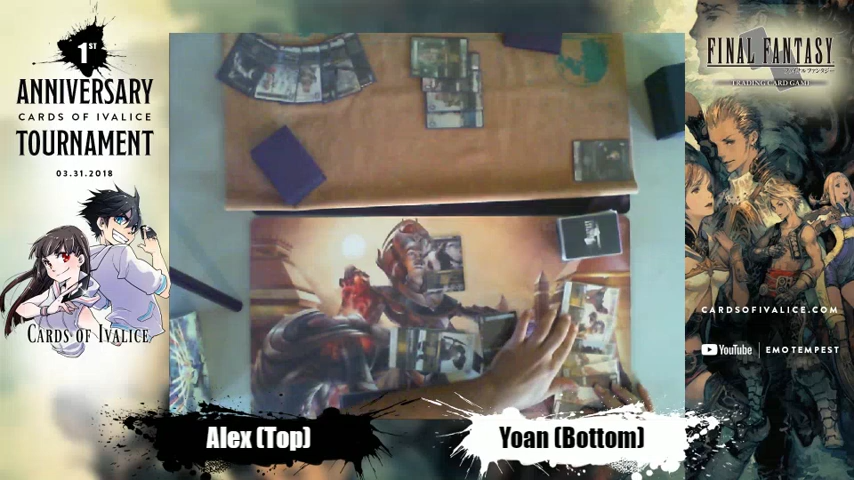 1ST
ANNIVERSARY
CARDS OF IVALICE
TOURNAMENT
03.31.2018
CARDS OF IVALICE
FINAL FANTASY
TRADING CARD GAME
CARDSOFIVALICE.COM
YouTube | EMOTEMPEST
Alex (Top)
Yoan (Bottom)